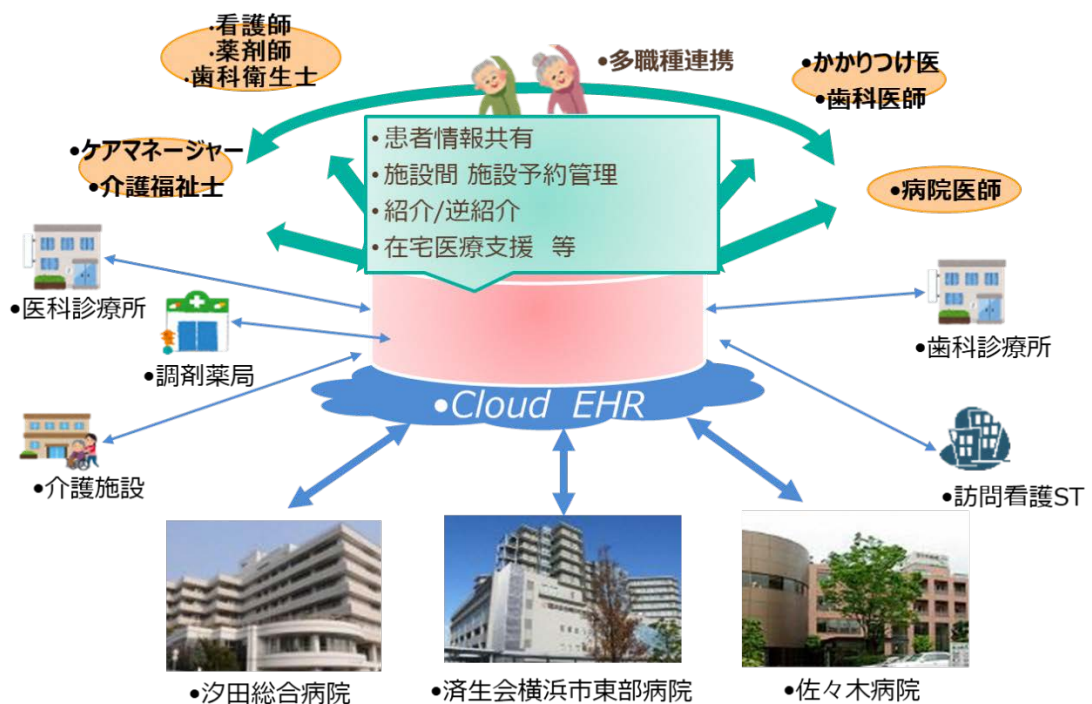 ・看護師
・薬剤師
・歯科衛生士
•多職種連携
•かかりつけ医
•歯科医師
•ケアマネージャー
•介護福祉士
•患者情報共有
•施設間 施設予約管理
•紹介/逆紹介
•在宅医療支援 等
•病院医師
•医科診療所
•調剤薬局
•歯科診療所
•Cloud EHR
•介護施設
•訪問看護ST
•汐田総合病院
•済生会横浜市東部病院
•佐々木病院